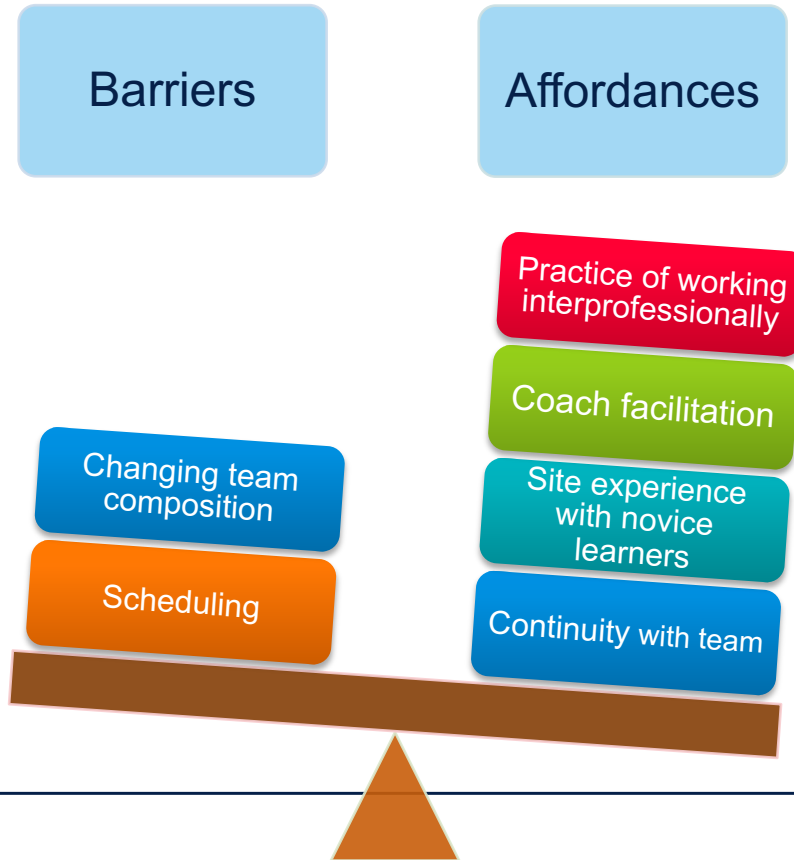 Barriers
Affordances
Practice of working
interprofessionally
Coach facilitation
Site experience
with novice
learners
Continuity with team
Changing team
composition
Scheduling